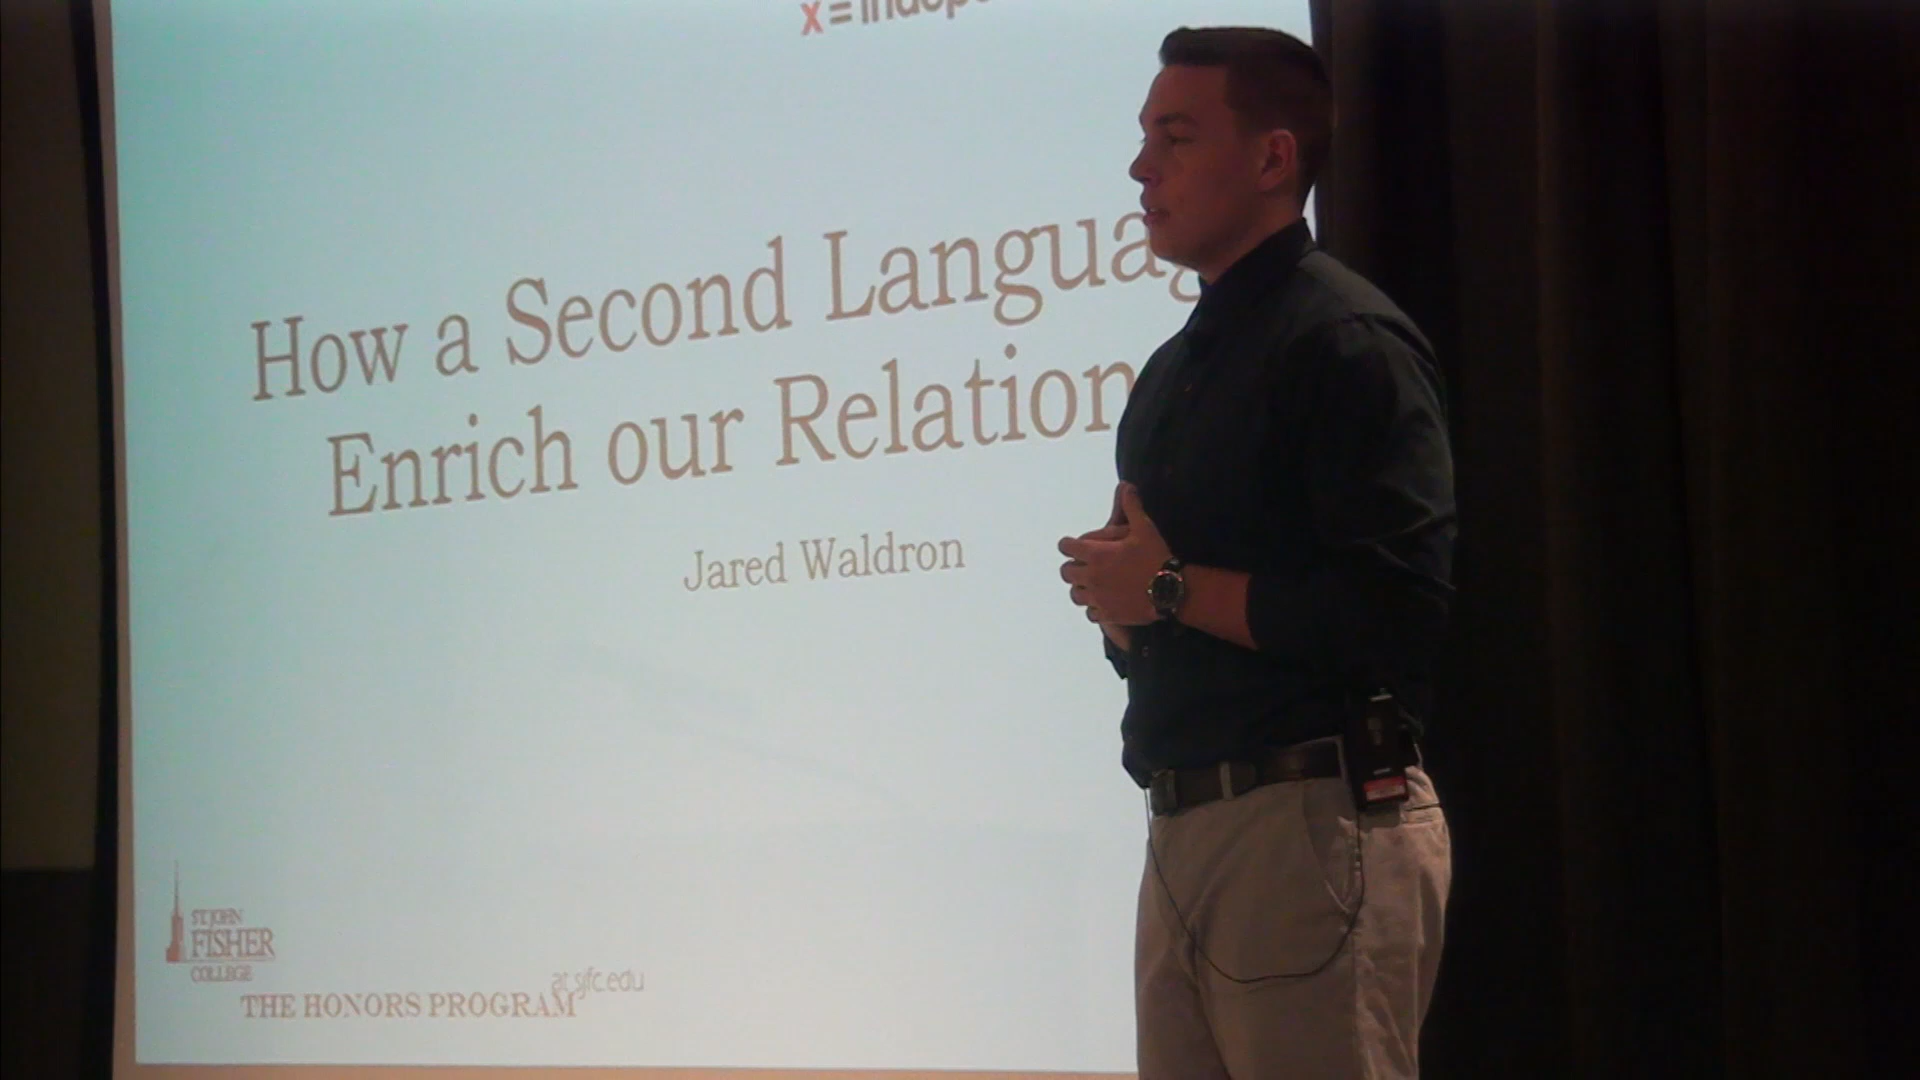 x =
How a Second Languag
Enrich our Relation
Jared Waldron
ST. JOHN
FISHER
COLLEGE
at sjfc.edu
THE HONORS PROGRAM